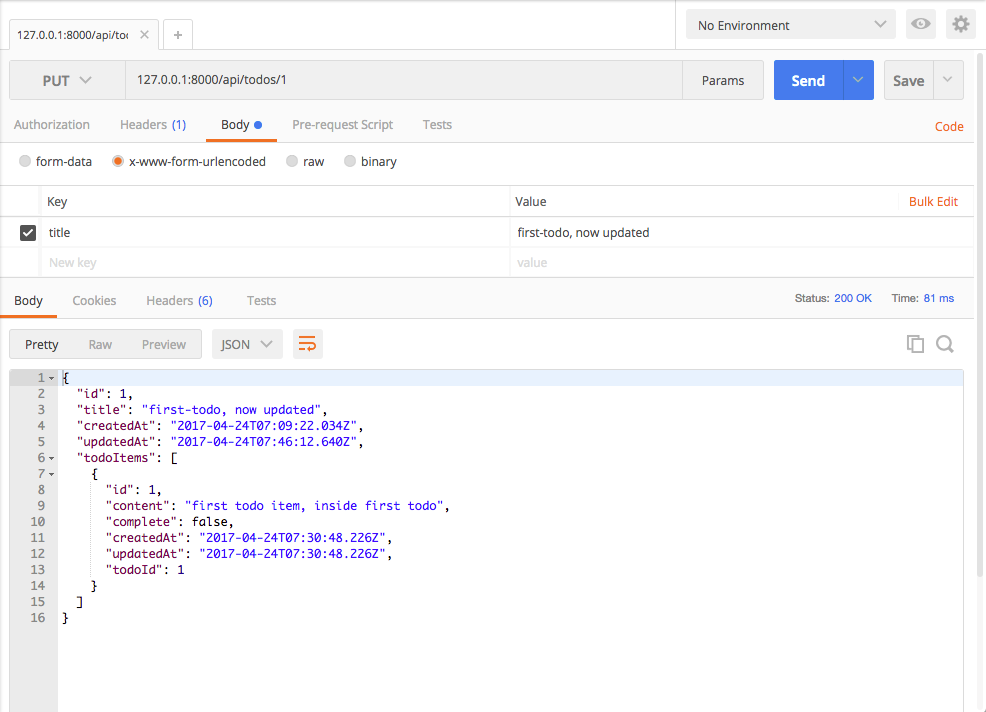 127.0.0.1:8000/api/to
No Environment
PUT 127.0.0.1:8000/api/todos/1 Params Send Save
Authorization Headers (1) Body Pre-request Script Tests Code
form-data x-www-form-urlencoded raw binary
Key Value Bulk Edit
title first-todo, now updated
New key value
Body Cookies Headers (6) Tests Status: 200 OK Time: 81 ms
Pretty Raw Preview JSON
1 {
2 "id": 1,
3 "title": "first-todo, now updated",
4 "createdAt": "2017-04-24T07:09:22.034Z",
5 "updatedAt": "2017-04-24T07:46:12.640Z",
6 "todoItems": [
7 {
8 "id": 1,
9 "content": "first todo item, inside first todo",
10 "complete": false,
11 "createdAt": "2017-04-24T07:30:48.226Z",
12 "updatedAt": "2017-04-24T07:30:48.226Z",
13 "todoId": 1
14 }
15 ]
16 }